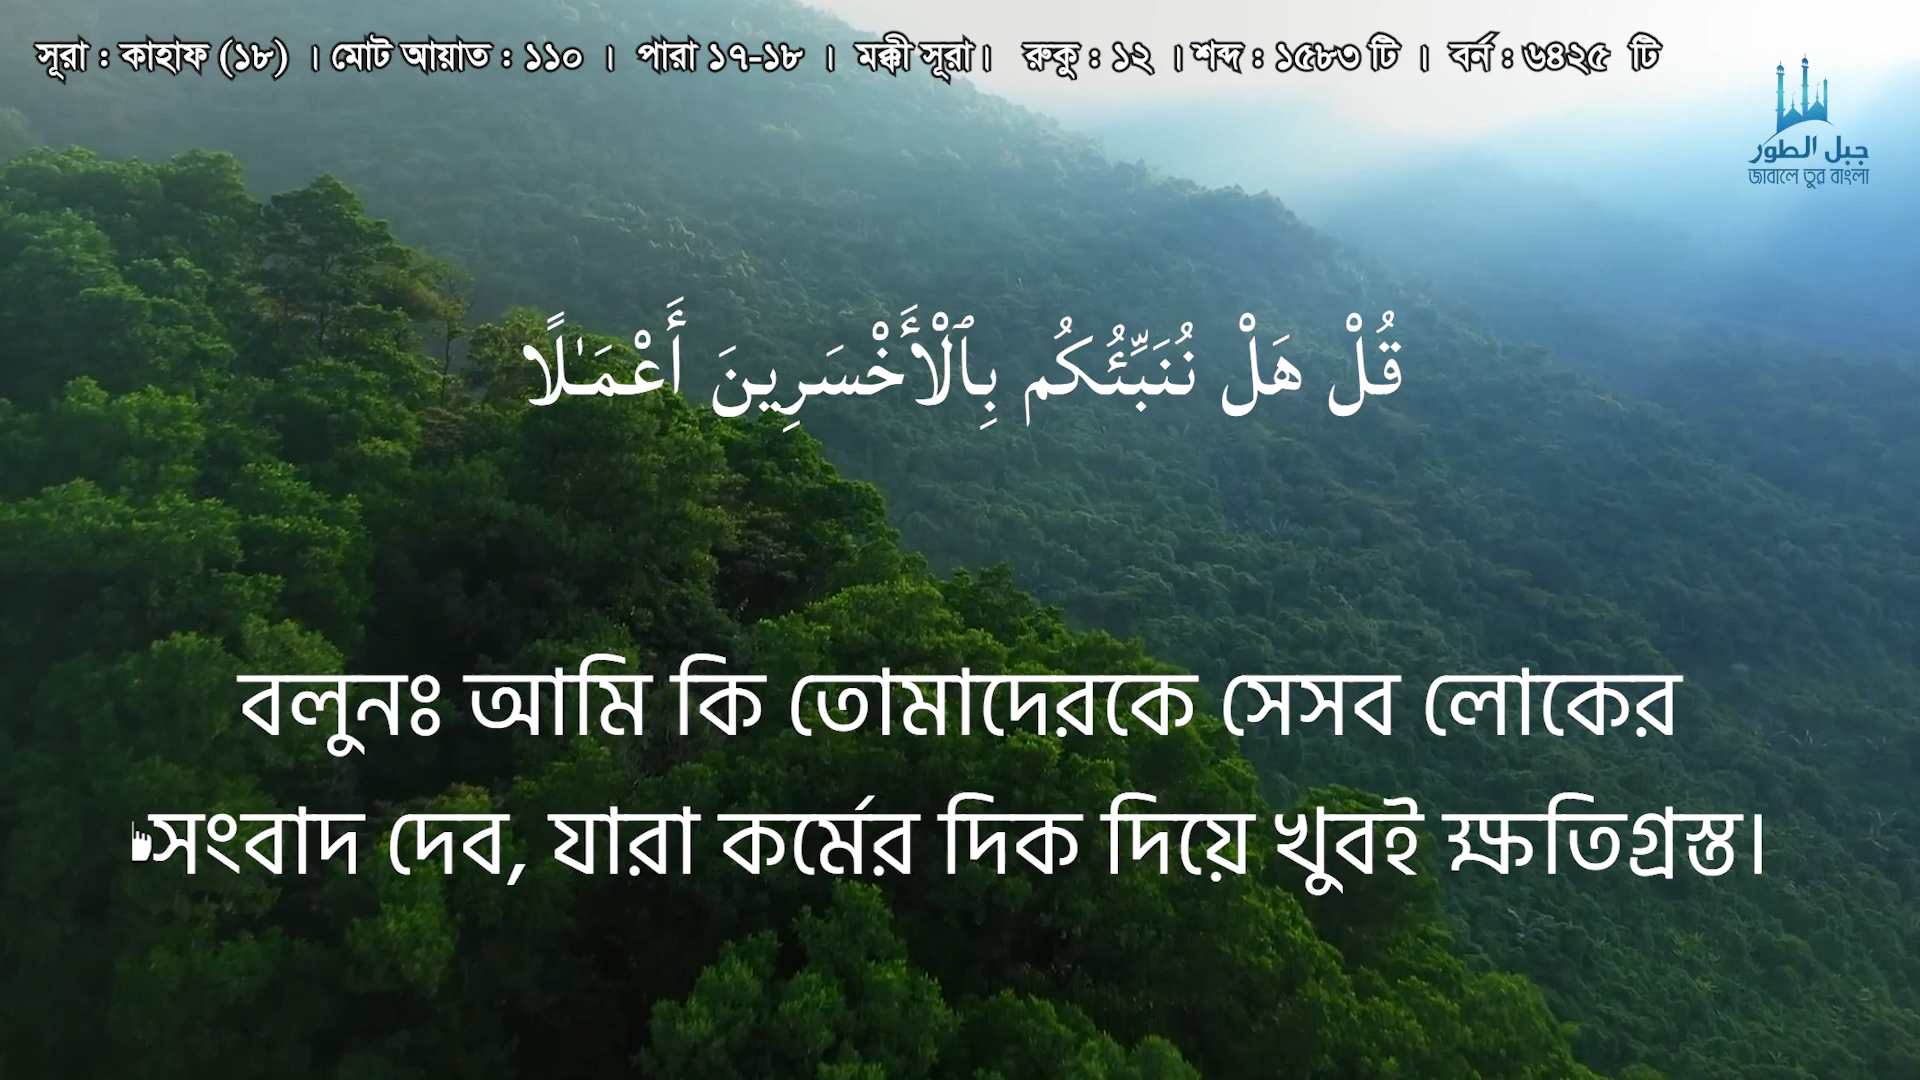 সূরা : কাহাফ (১৮) । মোট আয়াত : ১১০ । পারা ১৭-১৮ । মক্কী সূরা। রুকু : ১২ । শব্দ : ১৫৮৩ টি । বর্ন : ৬৪২৫ টি
جبل الطور
জাবালে তুর বাংলা
قُلْ هَلْ نُنَبِّئُكُم بِٱلْأَخْسَرِينَ أَعْمَـٰلًا
বলুনঃ আমি কি তোমাদেরকে সেসব লোকের
সংবাদ দেব, যারা কর্মের দিক দিয়ে খুবই ক্ষতিগ্রস্ত।